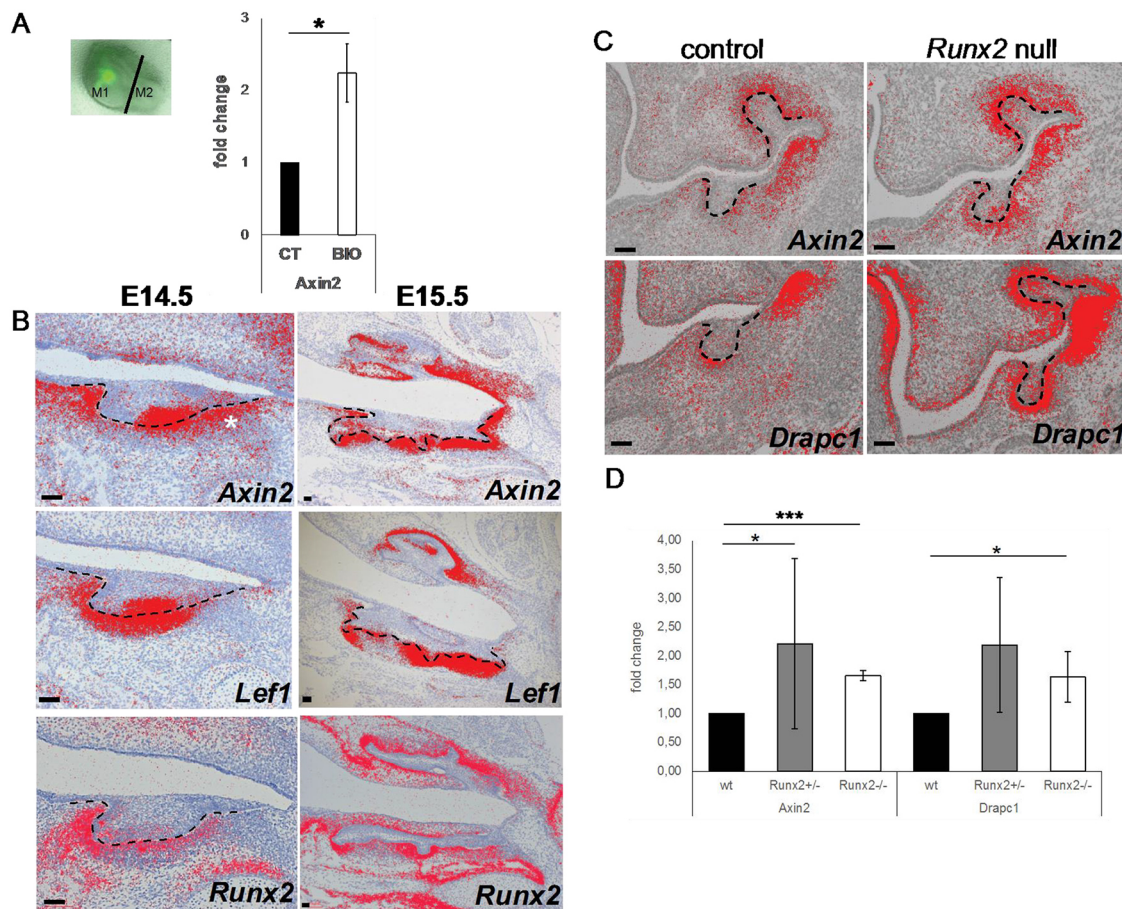 A
M1 M2
*
fold change
3
2
1
0
CT BIO
Axin2
B
E14.5 E15.5
*
Axin2 Axin2
Lef1 Lef1
Runx2 Runx2
C
control Runx2 null
Axin2 Axin2
Drapc1 Drapc1
D
***
* *
fold change
4,00
3,50
3,00
2,50
2,00
1,50
1,00
0,50
0,00
wt Runx2+/- Runx2-/- wt Runx2+/- Runx2-/-
Axin2 Drapc1